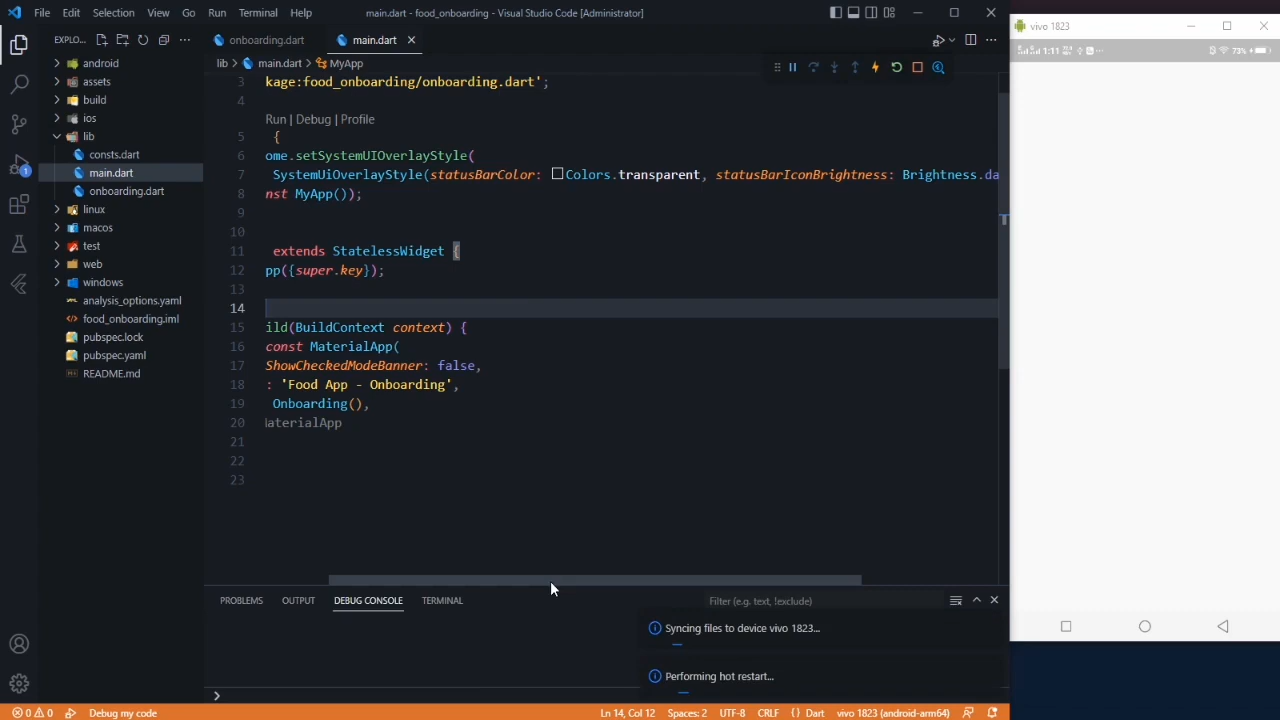 File Edit Selection View Go Run Terminal Help
main.dart - food_onboarding - Visual Studio Code [Administrator]
vivo 1823
1:11
73%
EXPLO...
onboarding.dart
main.dart
lib > main.dart > MyApp
android
assets
build
ios
lib
consts.dart
main.dart
onboarding.dart
linux
macos
test
web
windows
analysis_options.yaml
food_onboarding.iml
pubspec.lock
pubspec.yaml
README.md
1
3 kage:food_onboarding/onboarding.dart';
4
Run | Debug | Profile
5 {
6 ome.setSystemUIOverlayStyle(
7 SystemUiOverlayStyle(statusBarColor: Colors.transparent, statusBarIconBrightness: Brightness.da
8 nst MyApp());
9
10
11 extends StatelessWidget {
12 pp({super.key});
13
14
15 ild(BuildContext context) {
16 const MaterialApp(
17 ShowCheckedModeBanner: false,
18 : 'Food App - Onboarding',
19 Onboarding(),
20 aterialApp
21
22
23
PROBLEMS OUTPUT DEBUG CONSOLE TERMINAL
Filter (e.g. text, !exclude)
Syncing files to device vivo 1823...
Performing hot restart...
>
0 0 Debug my code
Ln 14, Col 12 Spaces: 2 UTF-8 CRLF {} Dart vivo 1823 (android-arm64)